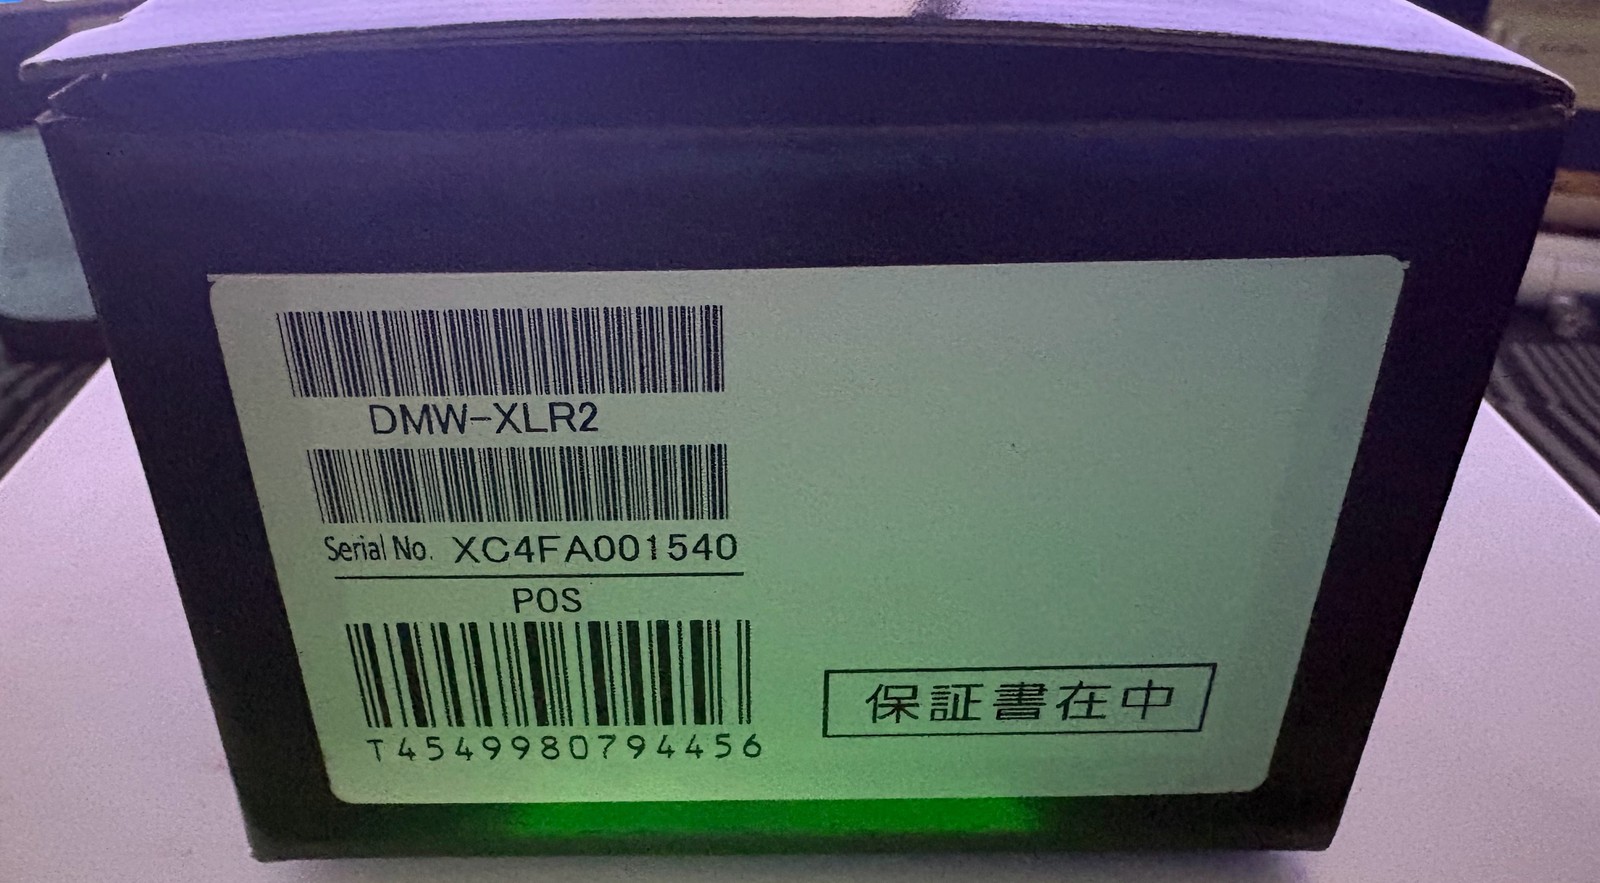 DMW-XLR2
Serial No. XC4FA001540
POS
T4549980794456
保証書在中